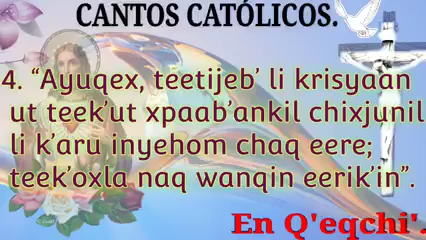 CANTOS CATÓLICOS.
4. “Ayuqex, teetijeb’ li krisyaan
ut teek’ut xpaab’ankil chixjunil
li k’aru inyehom chaq eere;
teek’oxla naq wanqin eerik’in”.
En Q'eqchi'.